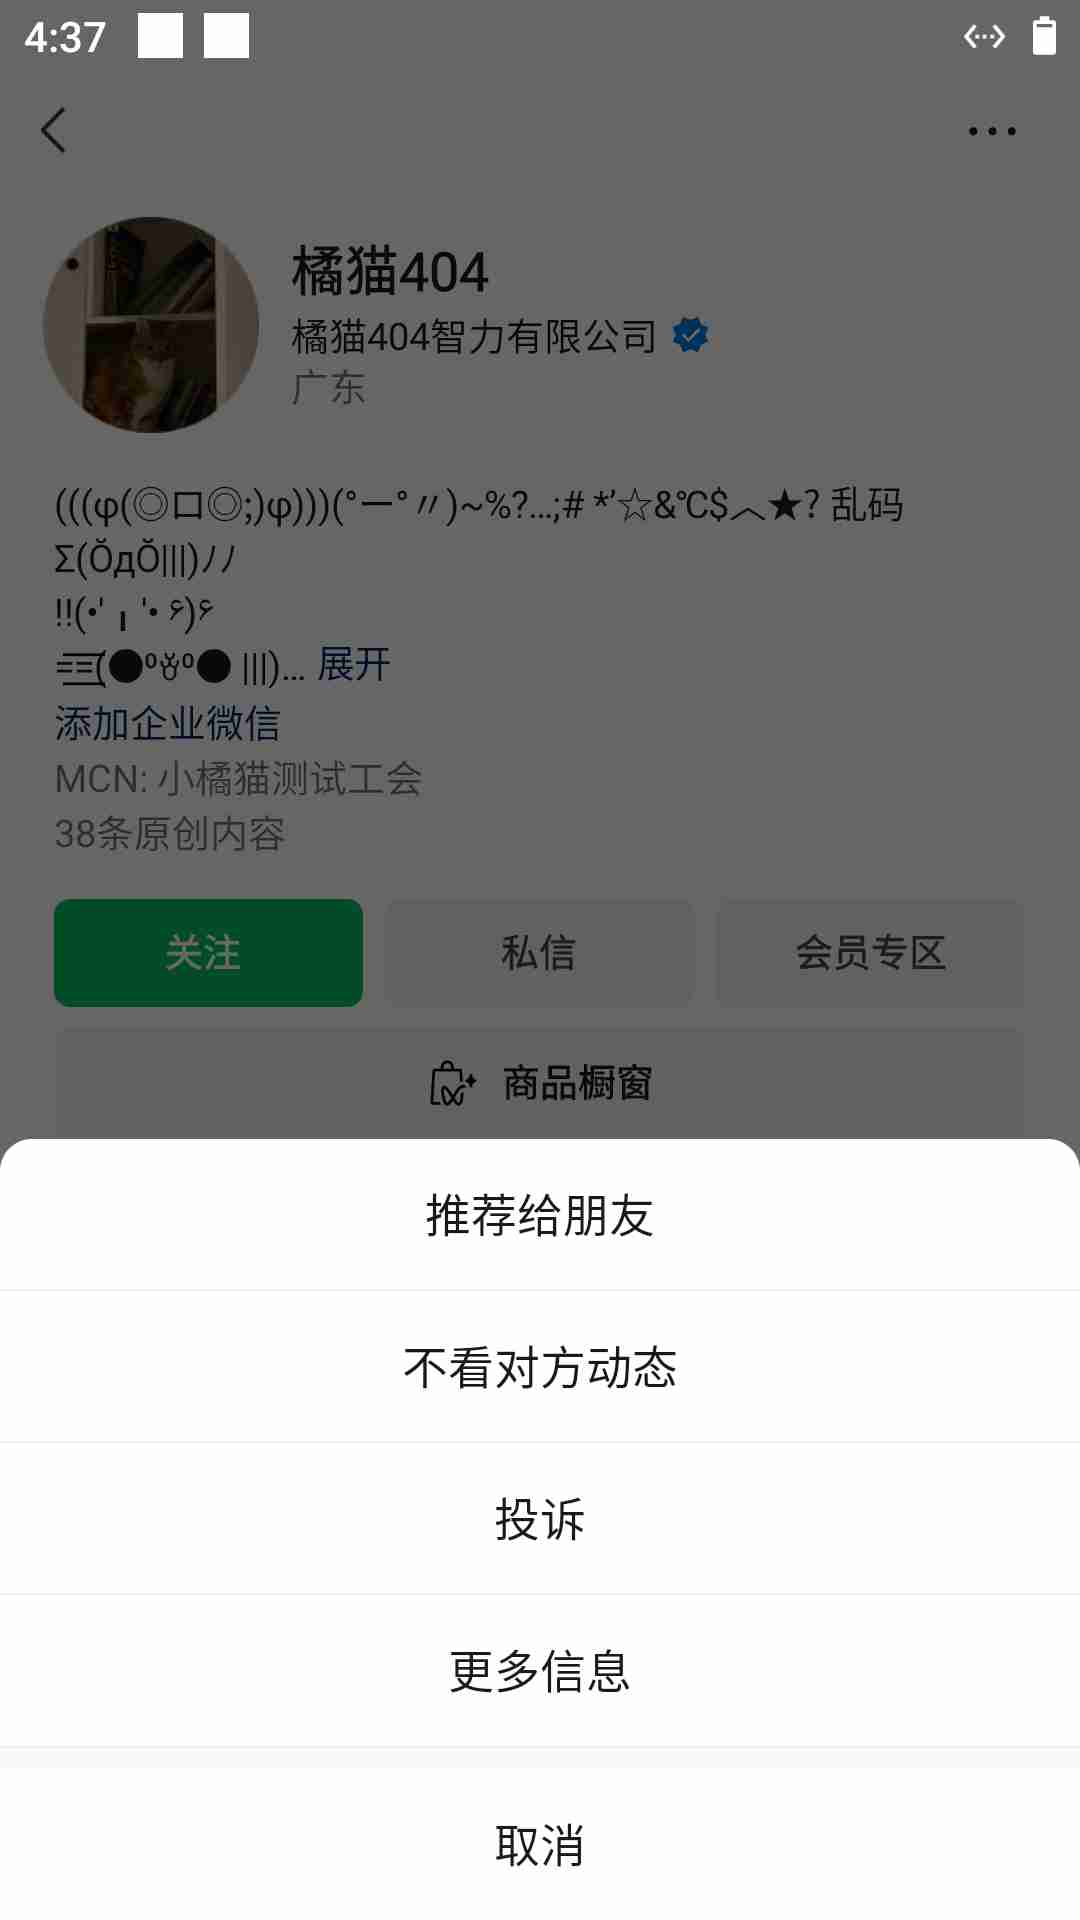 4:37
橘猫404
橘猫404智力有限公司
广东
(((φ(◎ロ◎;)φ)))(°ー°〃)~%?…;# *’☆&℃$︿★? 乱码
Σ(ŎдŎ|||)ﾉﾉ
!!(•'╻'• ۶)۶
(●⁰ꈊ⁰● |||)... 展开
添加企业微信
MCN: 小橘猫测试工会
38条原创内容
关注
私信
会员专区
商品橱窗
推荐给朋友
不看对方动态
投诉
更多信息
取消